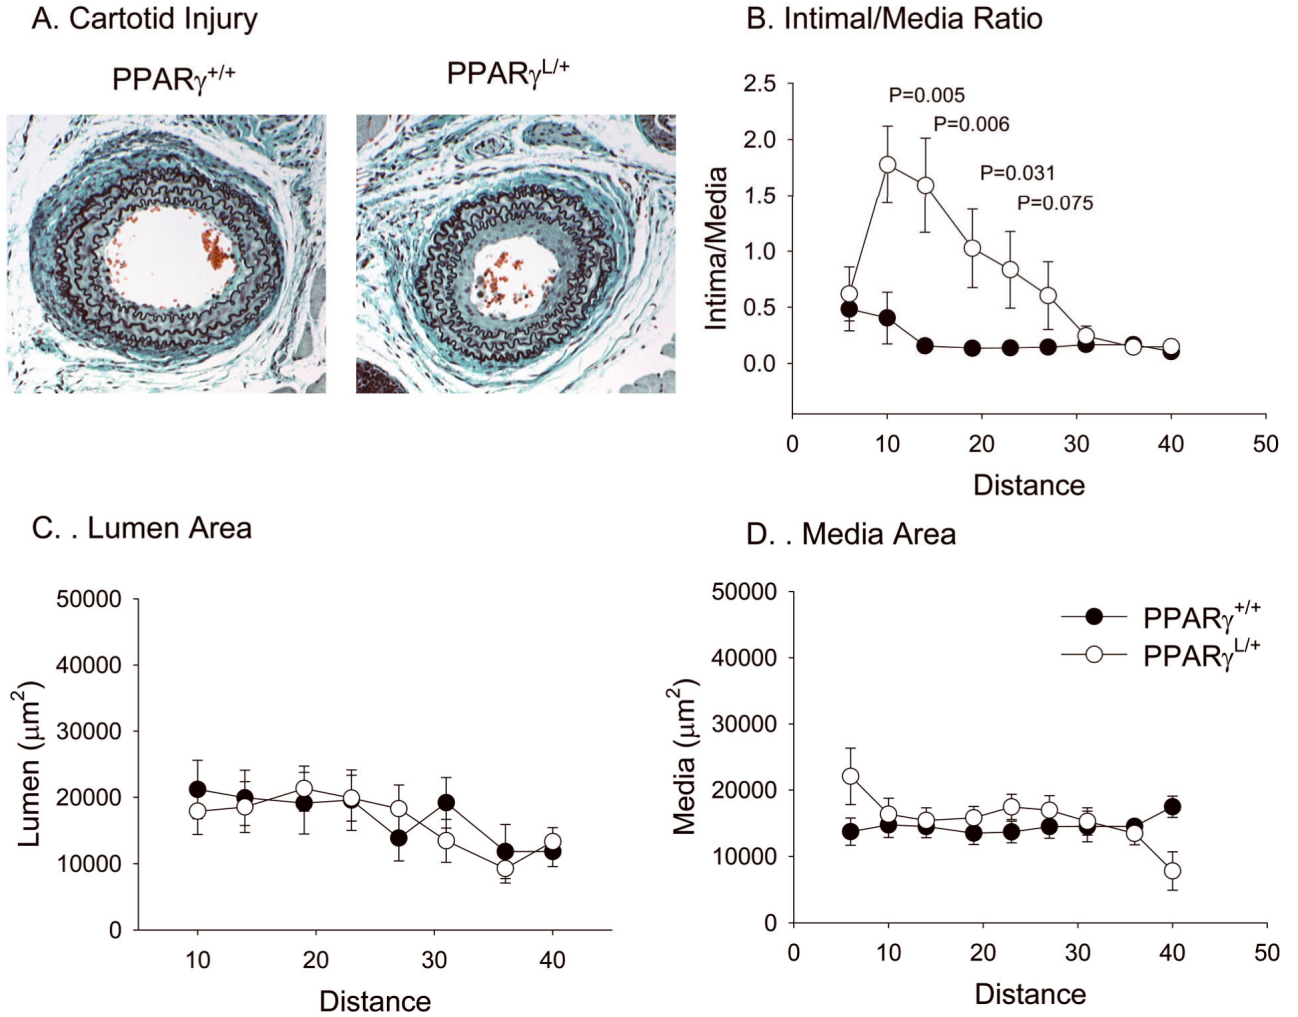 A. Cartotid Injury
PPARγ+/+
PPARγL/+
B. Intimal/Media Ratio
Intima/Media
2.5
2.0
1.5
1.0
0.5
0.0
P=0.005
P=0.006
P=0.031
P=0.075
0 10 20 30 40 50
Distance
C. . Lumen Area
Lumen (μm2)
50000
40000
30000
20000
10000
0
10 20 30 40
Distance
D. . Media Area
Media (μm2)
50000
40000
30000
20000
10000
0
PPARγ+/+
PPARγL/+
0 10 20 30 40 50
Distance